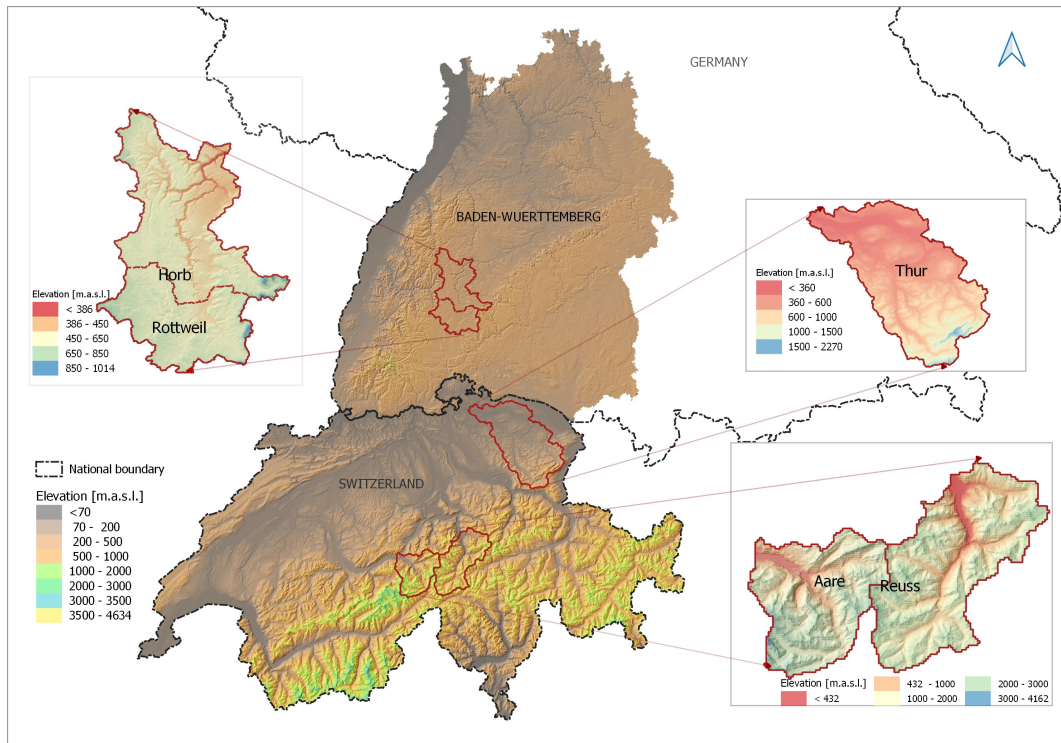 GERMANY
BADEN-WUERTTEMBERG
SWITZERLAND
Horb
Rottweil
Elevation [m.a.s.l.]
< 386
386 - 450
450 - 650
650 - 850
850 - 1014
Thur
Elevation [m.a.s.l.]
< 360
360 - 600
600 - 1000
1000 - 1500
1500 - 2270
National boundary
Elevation [m.a.s.l.]
<70
70 - 200
200 - 500
500 - 1000
1000 - 2000
2000 - 3000
3000 - 3500
3500 - 4634
Aare
Reuss
Elevation [m.a.s.l.]
< 432
432 - 1000
1000 - 2000
2000 - 3000
3000 - 4162